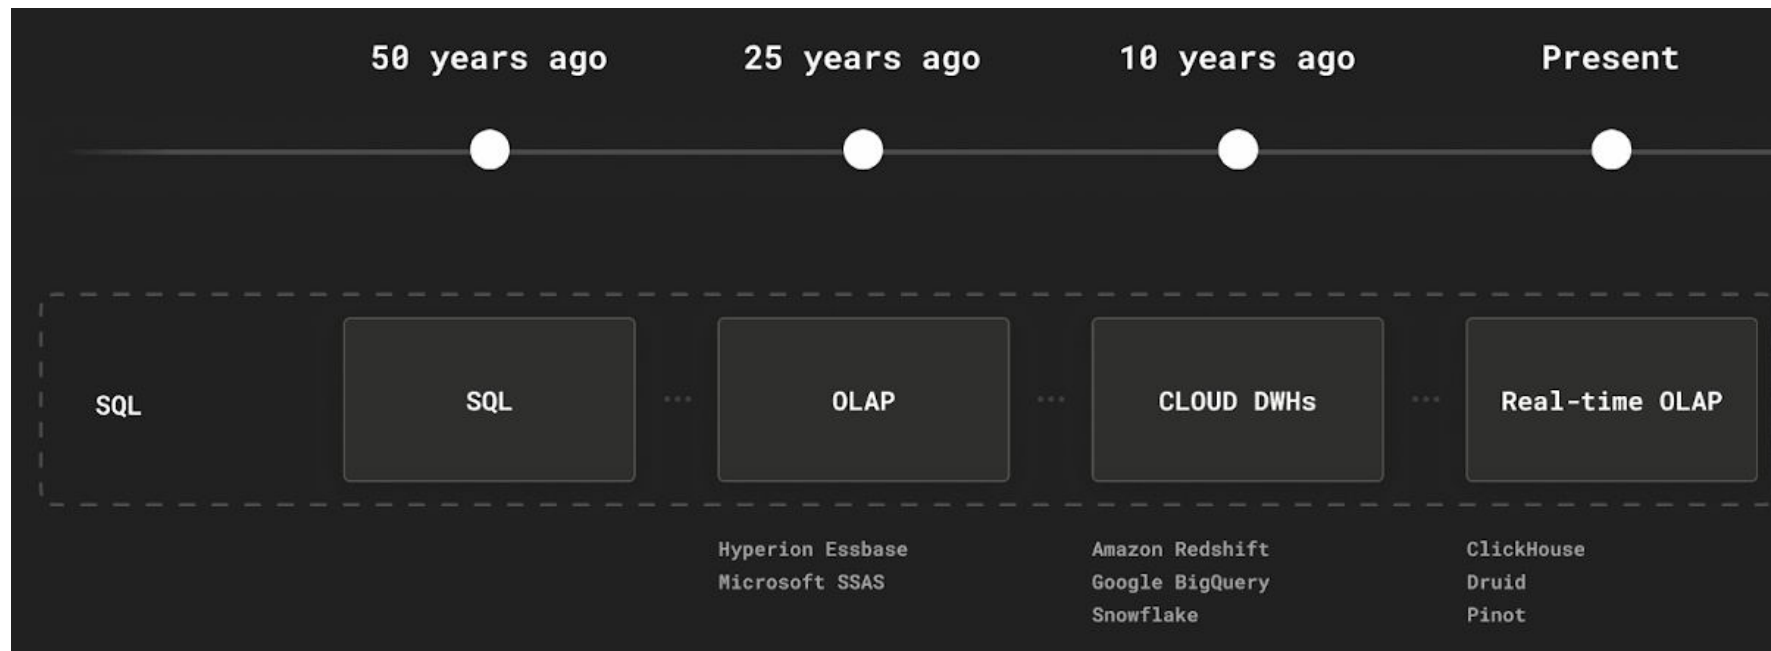 50 years ago
25 years ago
10 years ago
Present
SQL
SQL
OLAP
CLOUD DWHs
Real-time OLAP
Hyperion Essbase
Microsoft SSAS
Amazon Redshift
Google BigQuery
Snowflake
ClickHouse
Druid
Pinot